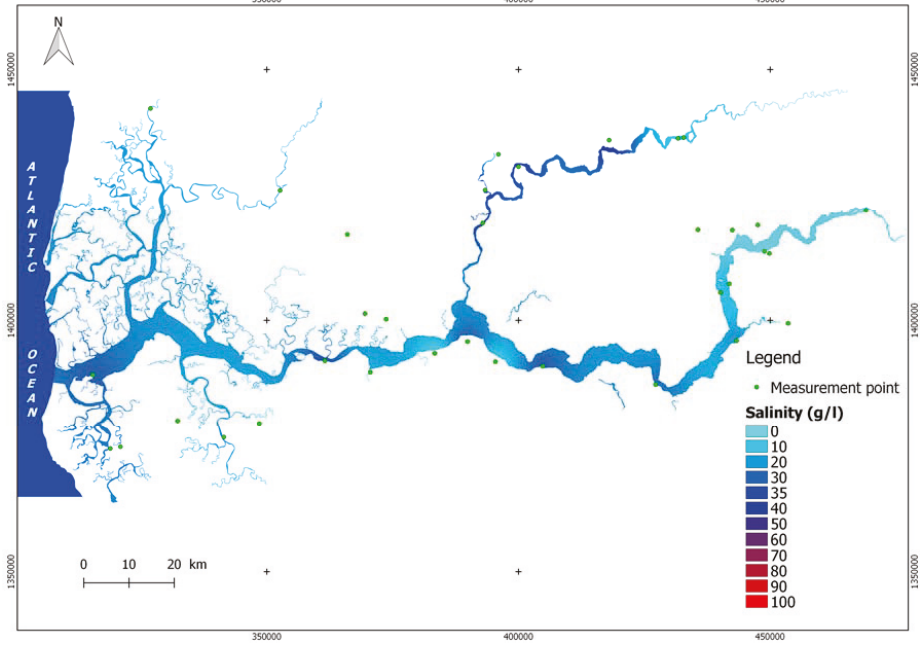 350000 400000 450000
N
1450000 1450000
ATLANTIC
OCEAN
1400000 1400000
Legend
Measurement point
Salinity (g/l)
0
10
20
30
35
40
50
60
70
80
90
100
0 10 20 km
1350000 1350000
350000 400000 450000